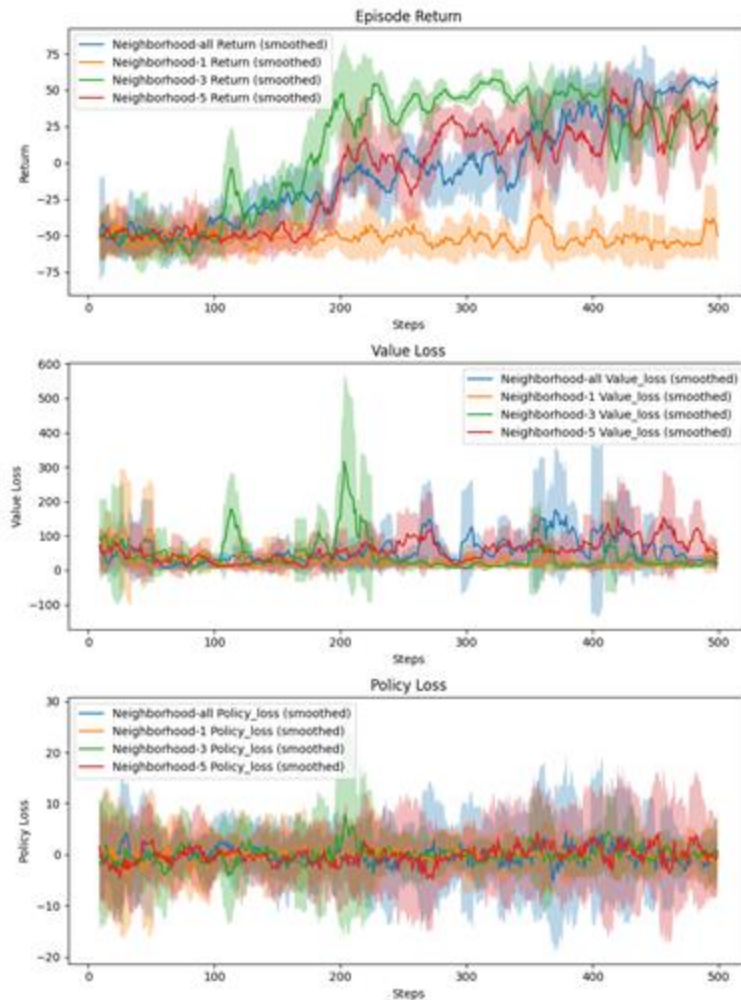 Episode Return
Neighborhood-all Return (smoothed)
Neighborhood-1 Return (smoothed)
Neighborhood-3 Return (smoothed)
Neighborhood-5 Return (smoothed)
75
50
25
0
−25
−50
−75
Return
0 100 200 300 400 500
Steps
Value Loss
Neighborhood-all Value_loss (smoothed)
Neighborhood-1 Value_loss (smoothed)
Neighborhood-3 Value_loss (smoothed)
Neighborhood-5 Value_loss (smoothed)
600
500
400
300
200
100
0
−100
Value Loss
0 100 200 300 400 500
Steps
Policy Loss
Neighborhood-all Policy_loss (smoothed)
Neighborhood-1 Policy_loss (smoothed)
Neighborhood-3 Policy_loss (smoothed)
Neighborhood-5 Policy_loss (smoothed)
30
20
10
0
−10
−20
Policy Loss
0 100 200 300 400 500
Steps